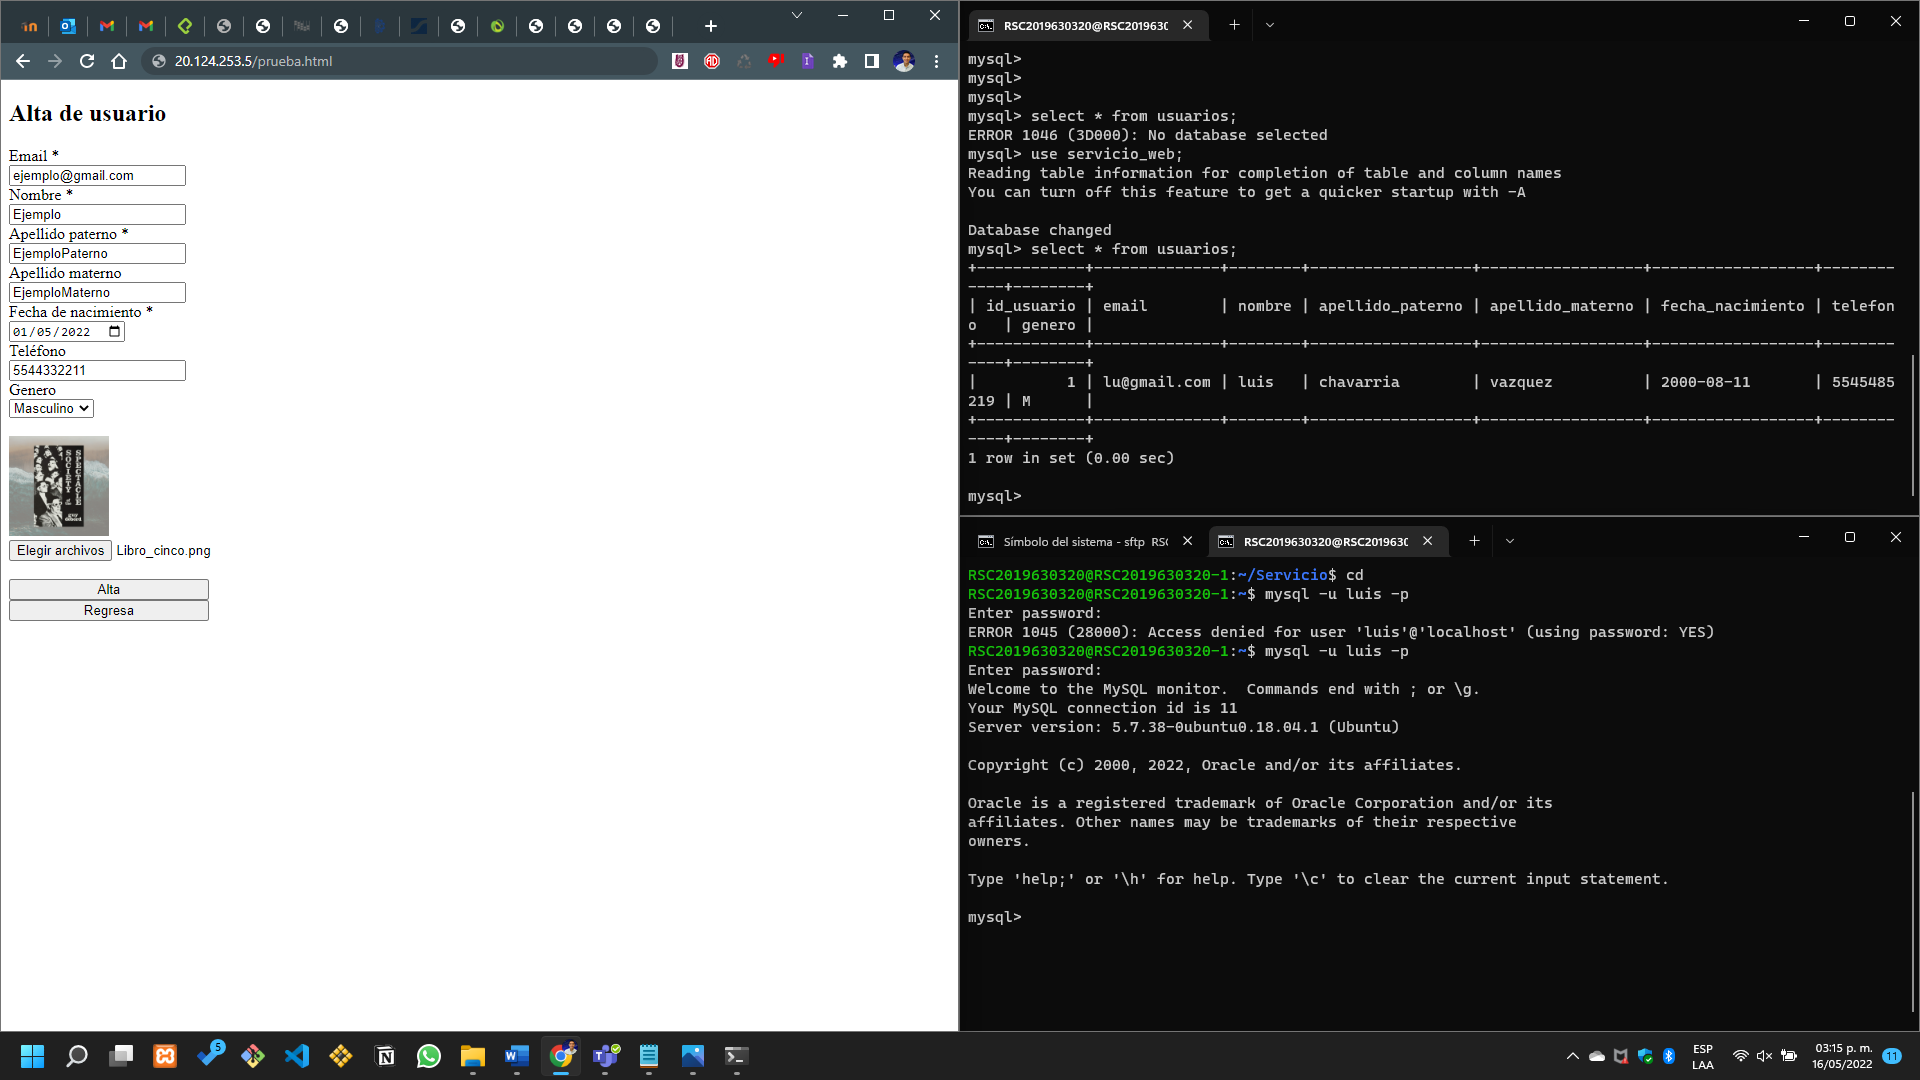 20.124.253.5/prueba.html
Alta de usuario
Email *
ejemplo@gmail.com
Nombre *
Ejemplo
Apellido paterno *
EjemploPaterno
Apellido materno
EjemploMaterno
Fecha de nacimiento *
01/05/2022
Teléfono
5544332211
Genero
Masculino
SOCIETY
SPECTACLE
Elegir archivos Libro_cinco.png
Alta
Regresa
RSC2019630320@RSC2019630
mysql>
mysql>
mysql>
mysql> select * from usuarios;
ERROR 1046 (3D000): No database selected
mysql> use servicio_web;
Reading table information for completion of table and column names
You can turn off this feature to get a quicker startup with -A
Database changed
mysql> select * from usuarios;
+------------+--------------+--------+------------------+------------------+------------------+--------
----+--------+
| id_usuario | email        | nombre | apellido_paterno | apellido_materno | fecha_nacimiento | telefon
o   | genero |
+------------+--------------+--------+------------------+------------------+------------------+--------
----+--------+
|          1 | lu@gmail.com | luis   | chavarria        | vazquez          | 2000-08-11       | 5545485
219 | M      |
+------------+--------------+--------+------------------+------------------+------------------+--------
----+--------+
1 row in set (0.00 sec)
mysql>
Símbolo del sistema - sftp RSC
RSC2019630320@RSC2019630
RSC2019630320@RSC2019630320-1:~/Servicio$ cd
RSC2019630320@RSC2019630320-1:~$ mysql -u luis -p
Enter password:
ERROR 1045 (28000): Access denied for user 'luis'@'localhost' (using password: YES)
RSC2019630320@RSC2019630320-1:~$ mysql -u luis -p
Enter password:
Welcome to the MySQL monitor.  Commands end with ; or \g.
Your MySQL connection id is 11
Server version: 5.7.38-0ubuntu0.18.04.1 (Ubuntu)
Copyright (c) 2000, 2022, Oracle and/or its affiliates.
Oracle is a registered trademark of Oracle Corporation and/or its
affiliates. Other names may be trademarks of their respective
owners.
Type 'help;' or '\h' for help. Type '\c' to clear the current input statement.
mysql>
5
ESP
LAA
03:15 p. m.
16/05/2022
11